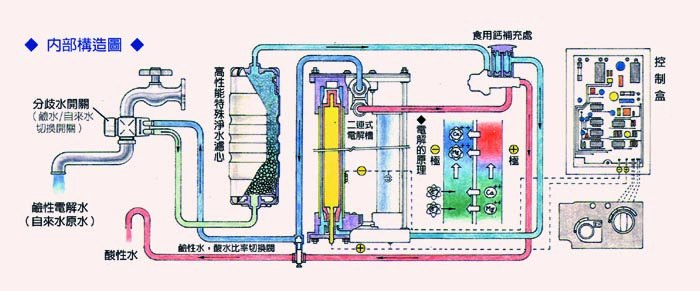 ◆ 內部構造圖 ◆
分歧水開關
(鹼水/自來水
切換開關)
鹼性電解水
(自來水原水)
酸性水
高性能特殊淨水濾心
鹼性水，酸水比率切換閥
二連式
電解槽
◆電解的原理
⊖極
⊕極
食用鈣補充處
控制盒